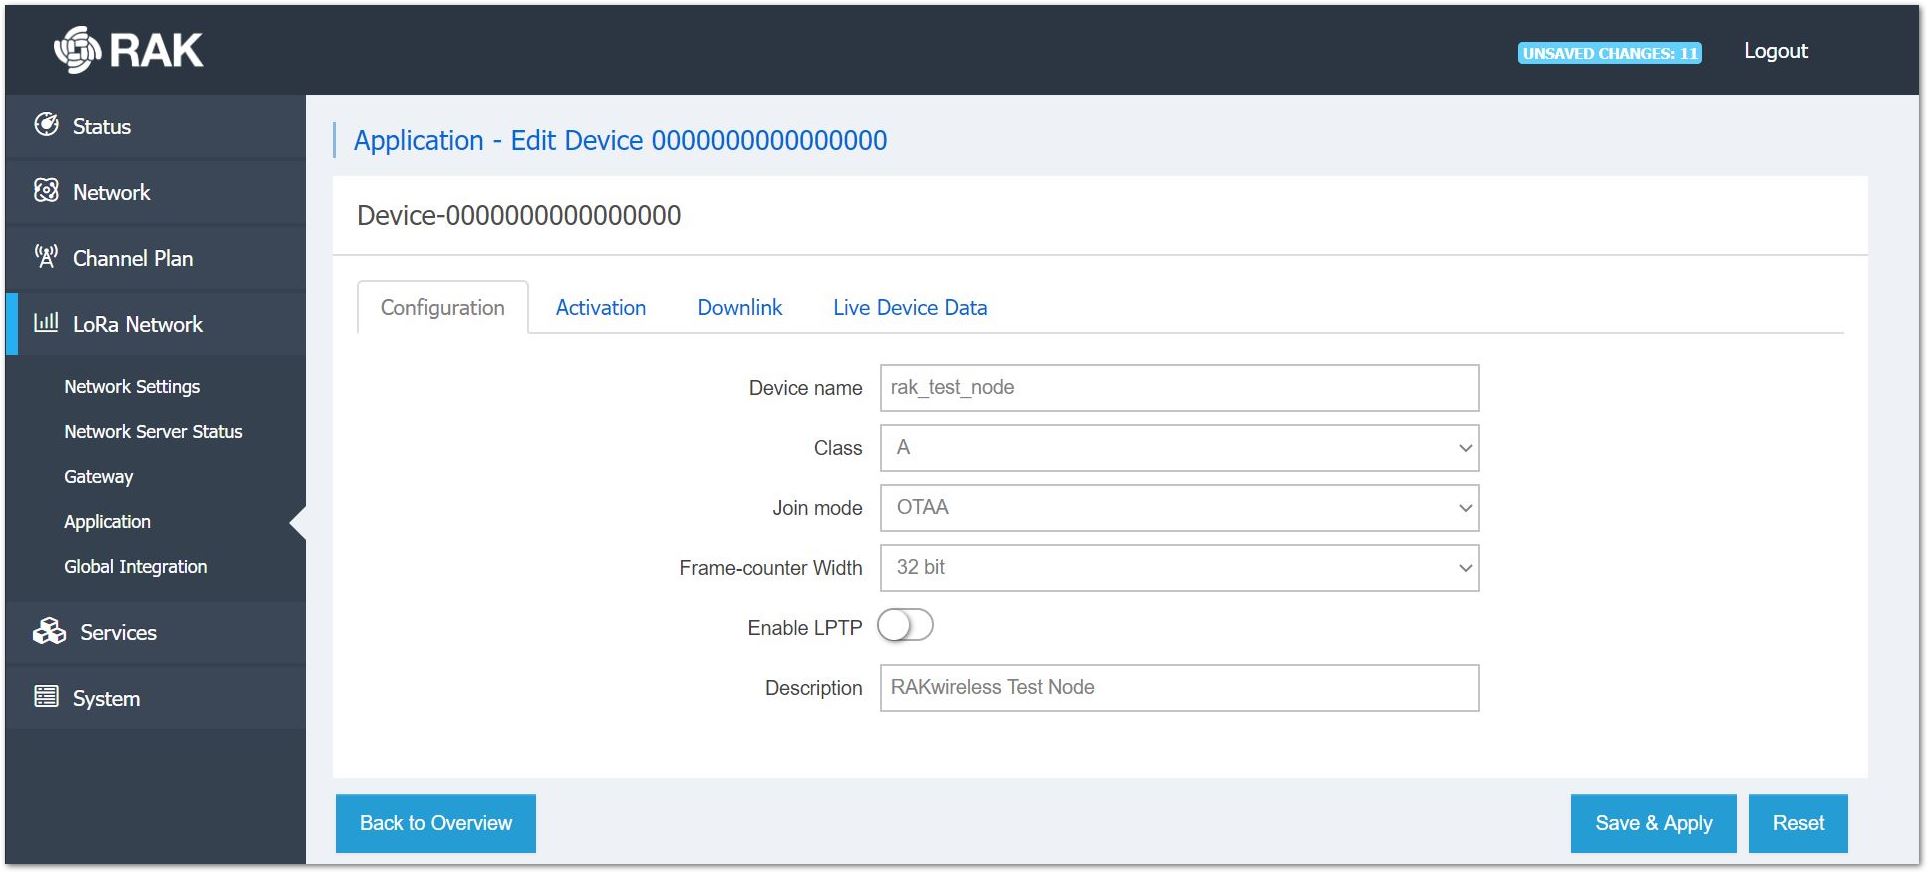 RAK
UNSAVED CHANGES: 11
Logout
Status
Network
Channel Plan
LoRa Network
Network Settings
Network Server Status
Gateway
Application
Global Integration
Services
System
Application - Edit Device 0000000000000000
Device-0000000000000000
Configuration
Activation
Downlink
Live Device Data
Device name
rak_test_node
Class
A
Join mode
OTAA
Frame-counter Width
32 bit
Enable LPTP
Description
RAKwireless Test Node
Back to Overview
Save & Apply
Reset